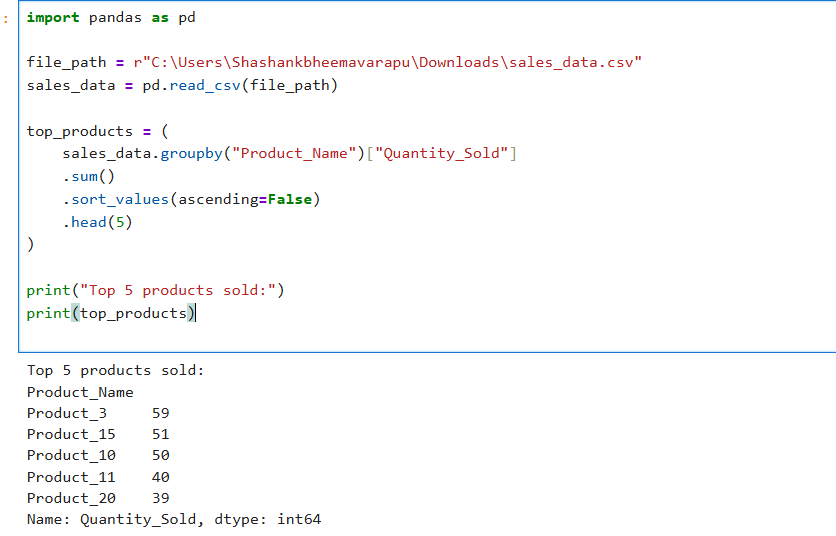 :
import pandas as pd
file_path = r"C:\Users\Shashankbheemavarapu\Downloads\sales_data.csv"
sales_data = pd.read_csv(file_path)
top_products = (
    sales_data.groupby("Product_Name")["Quantity_Sold"]
    .sum()
    .sort_values(ascending=False)
    .head(5)
)
print("Top 5 products sold:")
print(top_products)
Top 5 products sold:
Product_Name
Product_3     59
Product_15    51
Product_10    50
Product_11    40
Product_20    39
Name: Quantity_Sold, dtype: int64